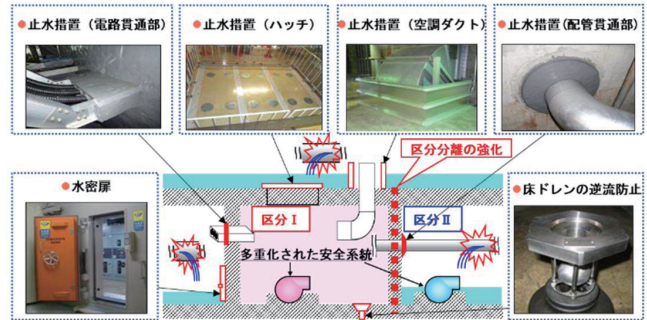 ●止水措置（電路貫通部）
●止水措置（ハッチ）
●止水措置（空調ダクト）
●止水措置（配管貫通部）
区分分離の強化
●水密扉
区分Ⅰ
区分Ⅱ
●床ドレンの逆流防止
多重化された安全系統